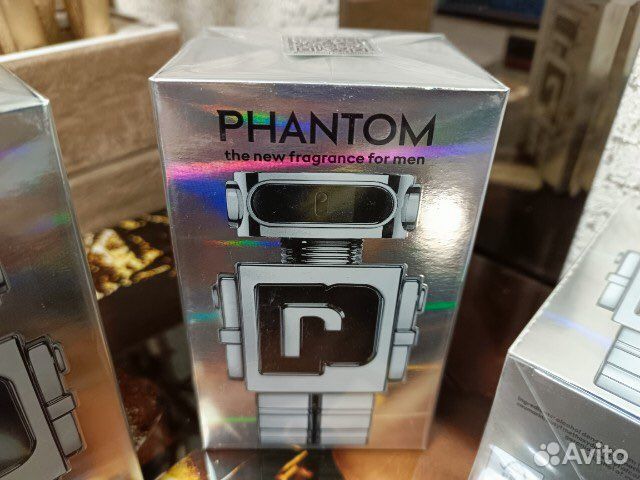 PHANTOM
the new fragrance for men
r
Avito